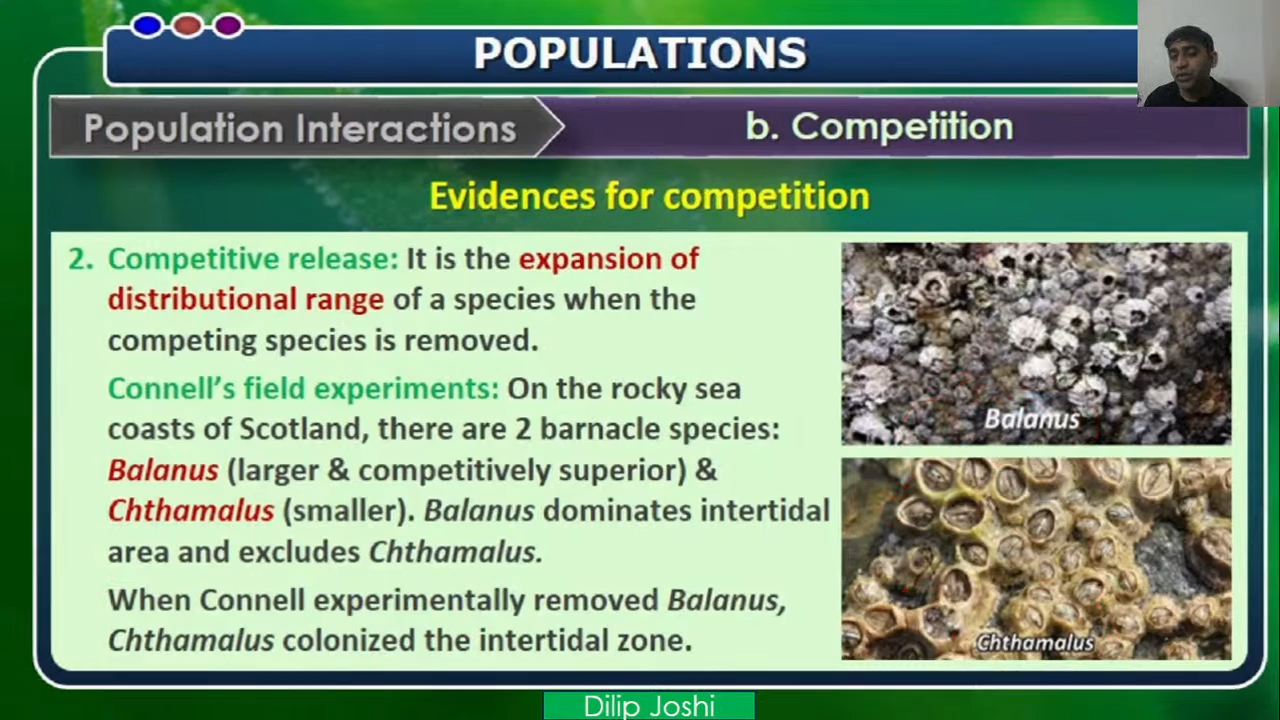 POPULATIONS
Population Interactions
b. Competition
Evidences for competition
2. Competitive release: It is the expansion of
distributional range of a species when the
competing species is removed.
Connell's field experiments: On the rocky sea
coasts of Scotland, there are 2 barnacle species:
Balanus (larger & competitively superior) &
Chthamalus (smaller). Balanus dominates intertidal
area and excludes Chthamalus.
When Connell experimentally removed Balanus,
Chthamalus colonized the intertidal zone.
Balanus
Chthamalus
Dilip Joshi